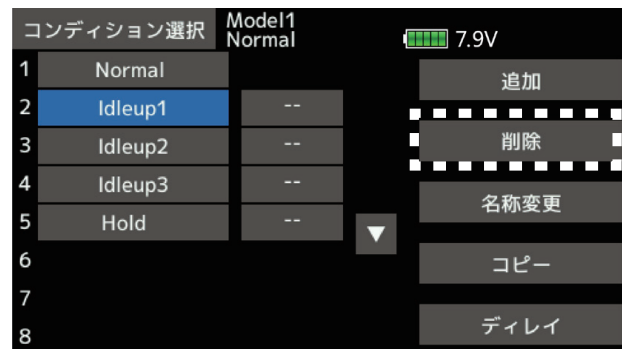 コンディション選択
Model1
Normal
7.9V
1 Normal
2 Idleup1 --
3 Idleup2 --
4 Idleup3 --
5 Hold --
6
7
8
▼
追加
削除
名称変更
コピー
ディレイ